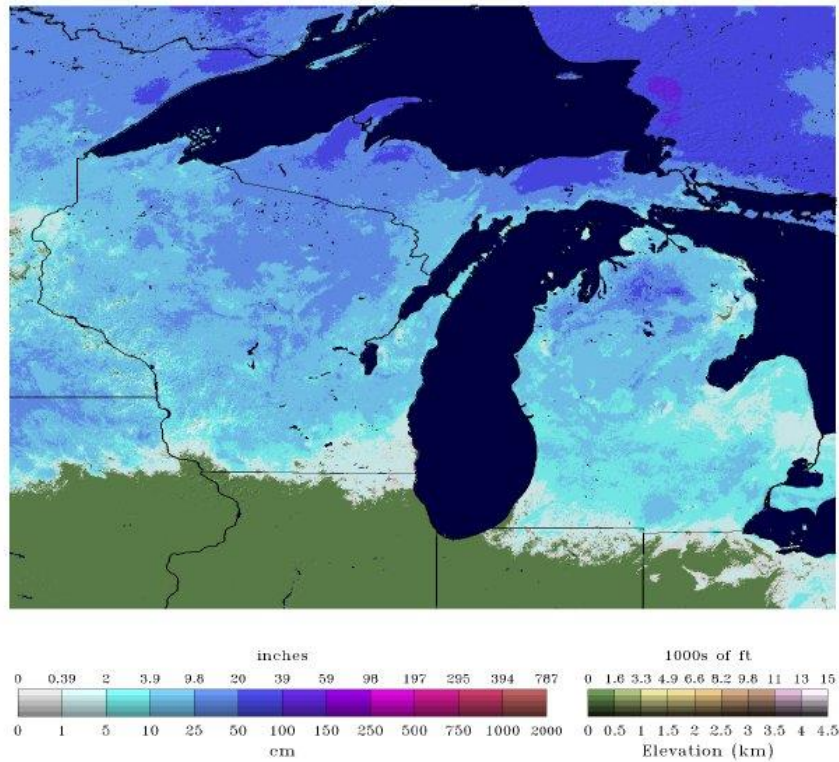 inches
0 0.39 2 3.9 9.8 20 39 59 98 197 295 394 787
0 1 5 10 25 50 100 150 250 500 750 1000 2000
cm
1000s of ft
0 1.6 3.3 4.9 6.6 8.2 9.8 11 13 15
0 0.5 1 1.5 2 2.5 3 3.5 4 4.5
Elevation (km)